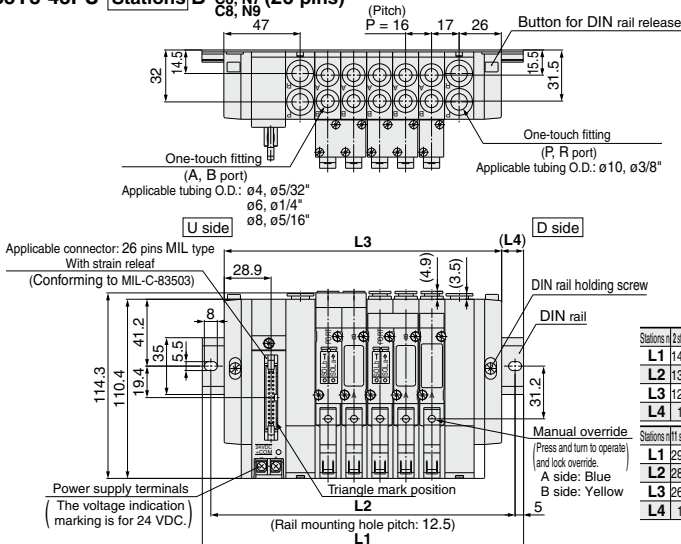 Stations
C8, N9
(26 pins)
47
(Pitch)
P = 16
17
26
Button for DIN rail release
32
14.5
15.5
31.5
One-touch fitting
(A, B port)
Applicable tubing O.D.: ø4, ø5/32"
ø6, ø1/4"
ø8, ø5/16"
One-touch fitting
(P, R port)
Applicable tubing O.D.: ø10, ø3/8"
U side
D side
Applicable connector: 26 pins MIL type
With strain releaf
(Conforming to MIL-C-83503)
L3
(L4)
28.9
(4.9)
(3.5)
DIN rail holding screw
DIN rail
8
114.3
110.4
41.2
35
19.4
5.5
31.2
24VDC
Manual override
(Press and turn to operate
and lock override.)
A side: Blue
B side: Yellow
Power supply terminals
(The voltage indication
marking is for 24 VDC.)
Triangle mark position
L2
5
(Rail mounting hole pitch: 12.5)
L1
Stations n
L1
L2
L3
L4
Stations n
L1
L2
L3
L4